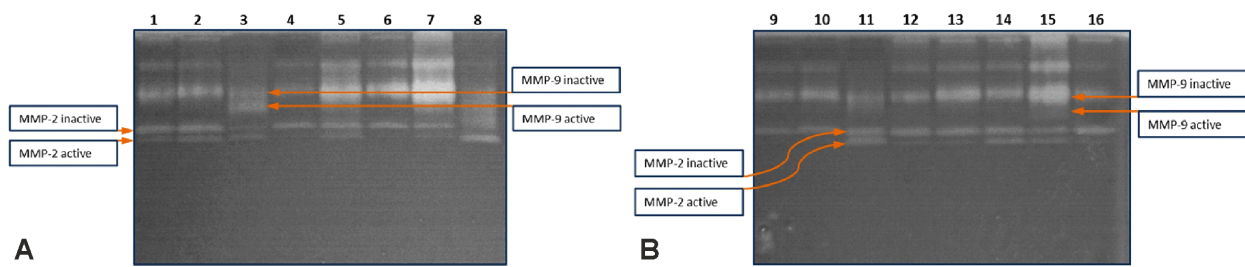 1 2 3 4 5 6 7 8
MMP-9 inactive
MMP-2 inactive
MMP-9 active
MMP-2 active
A
9 10 11 12 13 14 15 16
MMP-9 inactive
MMP-9 active
MMP-2 inactive
MMP-2 active
B